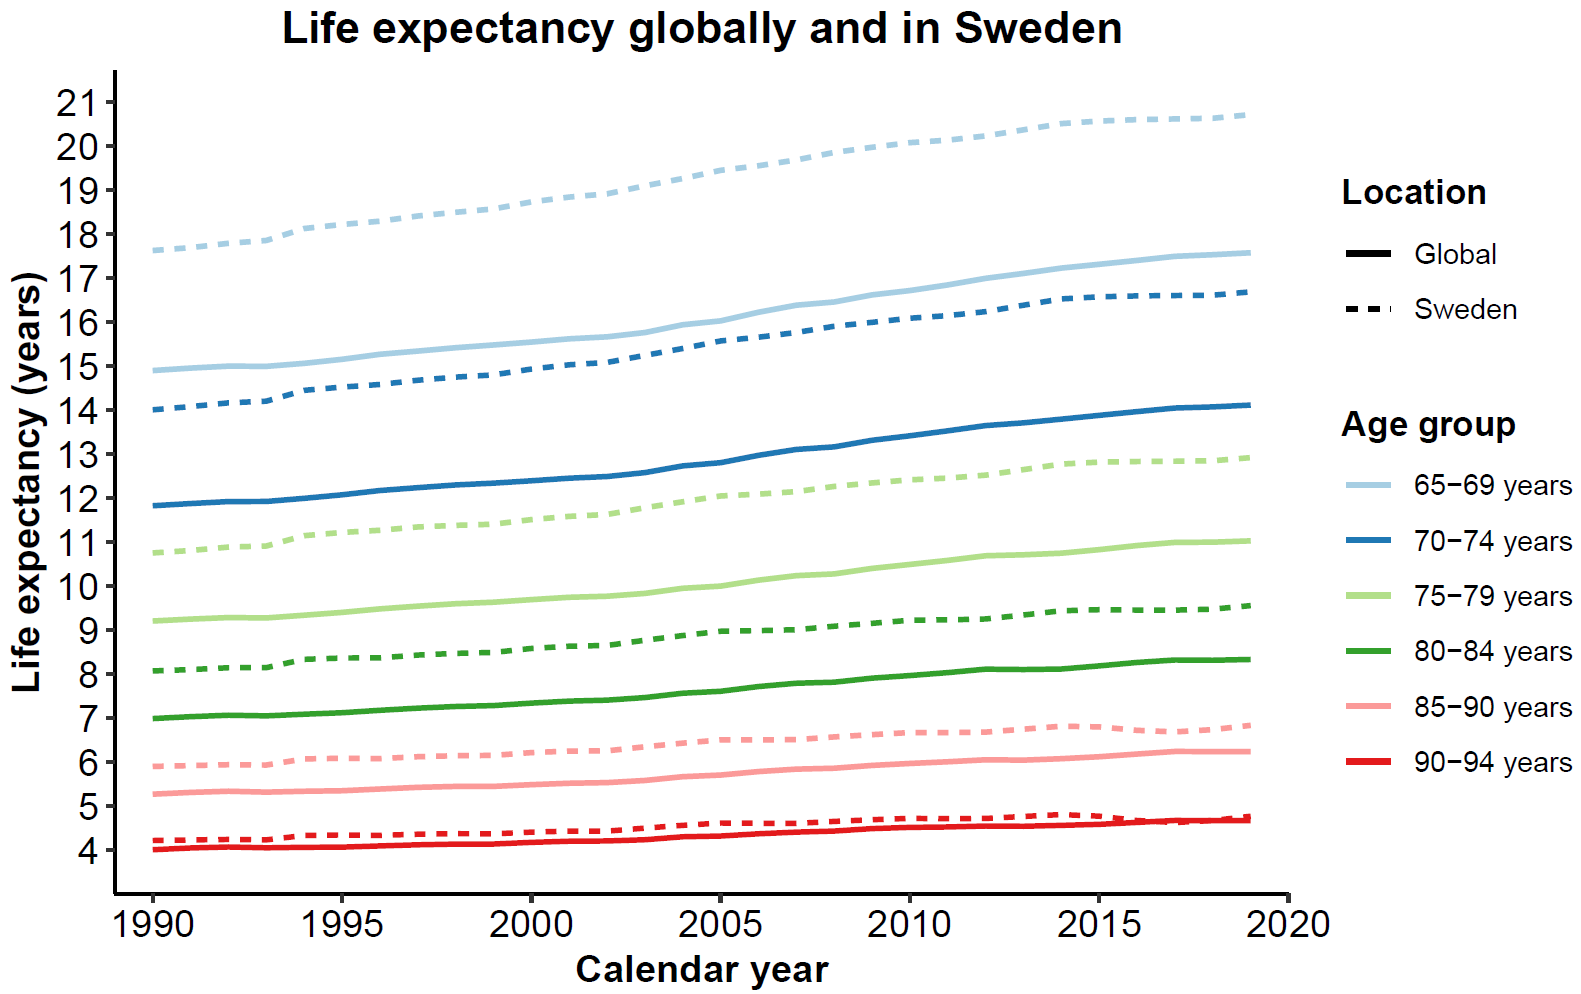 Life expectancy globally and in Sweden
Life expectancy (years)
21
20
19
18
17
16
15
14
13
12
11
10
9
8
7
6
5
4
1990 1995 2000 2005 2010 2015 2020
Calendar year
Location
Global
Sweden
Age group
65−69 years
70−74 years
75−79 years
80−84 years
85−90 years
90−94 years